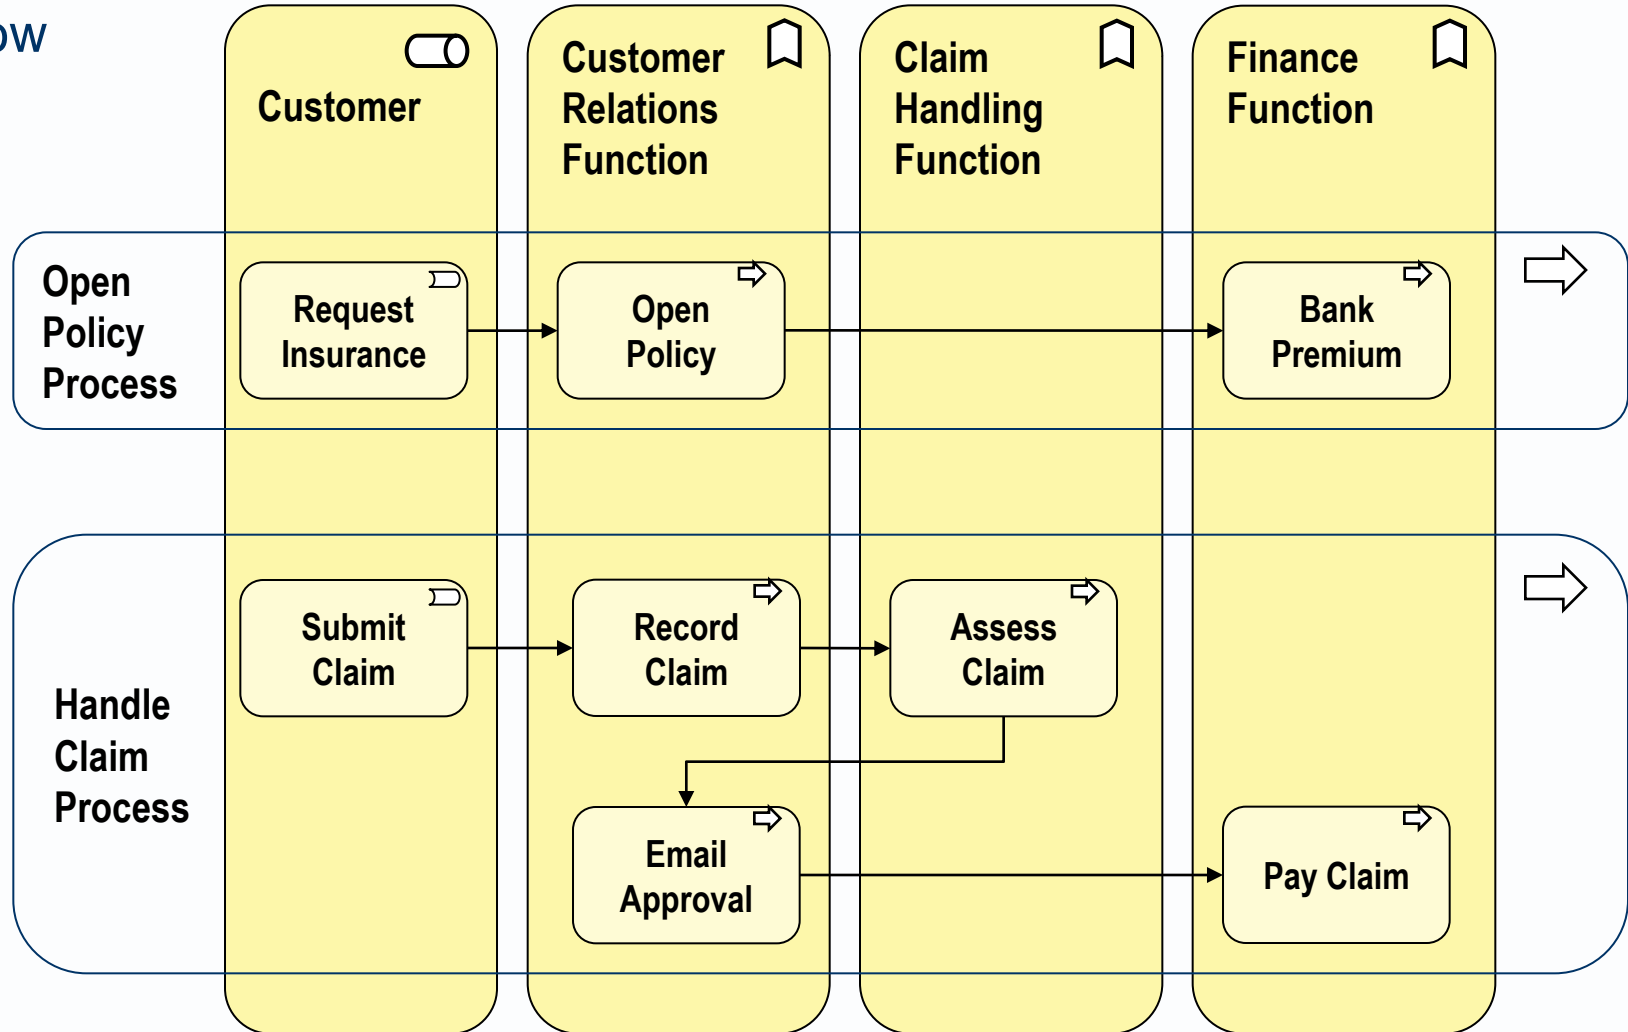 ow
Customer
Customer
Relations
Function
Claim
Handling
Function
Finance
Function
Open
Policy
Process
Request
Insurance
Open
Policy
Bank
Premium
Handle
Claim
Process
Submit
Claim
Record
Claim
Assess
Claim
Email
Approval
Pay Claim